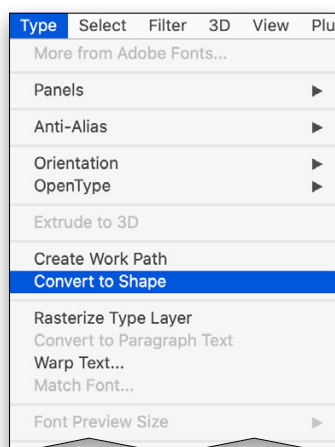 Type Select Filter 3D View Plu
More from Adobe Fonts...
Panels
Anti-Alias
Orientation
OpenType
Extrude to 3D
Create Work Path
Convert to Shape
Rasterize Type Layer
Convert to Paragraph Text
Warp Text...
Match Font...
Font Preview Size